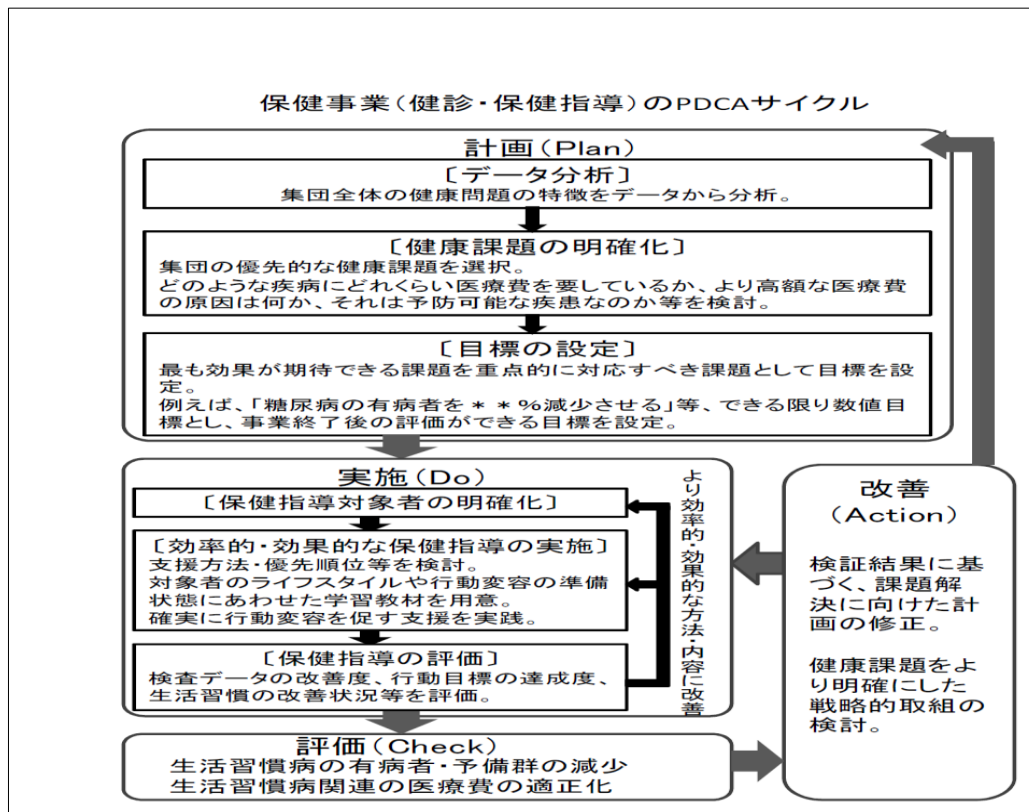 保健事業(健診・保健指導)のPDCAサイクル
計画(Plan)
〔データ分析〕
集団全体の健康問題の特徴をデータから分析。
〔健康課題の明確化〕
集団の優先的な健康課題を選択。
どのような疾病にどれくらい医療費を要しているか、より高額な医療費
の原因は何か、それは予防可能な疾患なのか等を検討。
〔目標の設定〕
最も効果が期待できる課題を重点的に対応すべき課題として目標を設
定。
例えば、「糖尿病の有病者を**%減少させる」等、できる限り数値目
標とし、事業終了後の評価ができる目標を設定。
実施(Do)
〔保健指導対象者の明確化〕
〔効率的・効果的な保健指導の実施〕
支援方法・優先順位等を検討。
対象者のライフスタイルや行動変容の準備
状態にあわせた学習教材を用意。
確実に行動変容を促す支援を実践。
〔保健指導の評価〕
検査データの改善度、行動目標の達成度、
生活習慣の改善状況等を評価。
より効率的・効果的な方法・内容に改善
評価(Check)
生活習慣病の有病者・予備群の減少
生活習慣病関連の医療費の適正化
改善
(Action)
検証結果に基
づく、課題解
決に向けた計
画の修正。
健康課題をよ
り明確にした
戦略的取組の
検討。